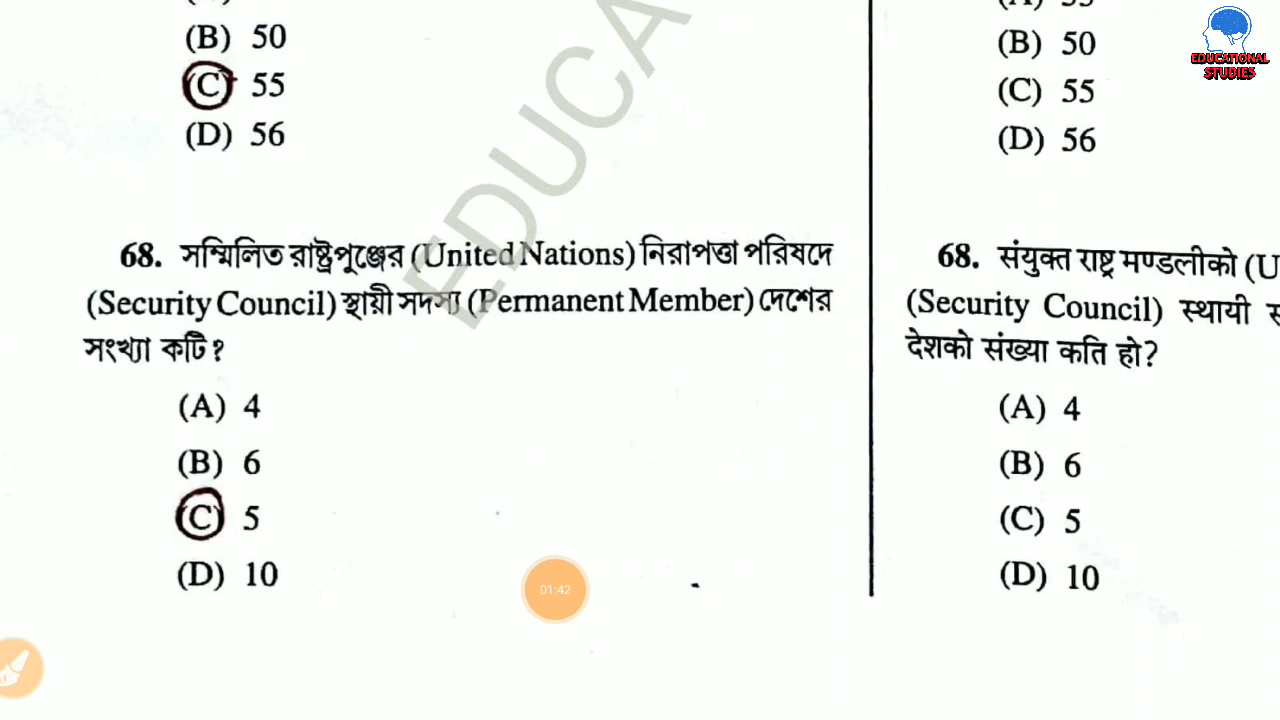 (B) 50
(C) 55
(D) 56
68. সম্মিলিত রাষ্ট্রপুঞ্জের (United Nations) নিরাপত্তা পরিষদে
(Security Council) স্থায়ী সদস্য (Permanent Member) দেশের
সংখ্যা কটি?
(A) 4
(B) 6
(C) 5
(D) 10
(B) 50
(C) 55
(D) 56
68. संयुक्त राष्ट्र मण्डलीको (U
(Security Council) स्थायी स
देशको संख्या कति हो?
(A) 4
(B) 6
(C) 5
(D) 10
EDUCA
EDUCATIONAL
STUDIES
01:42